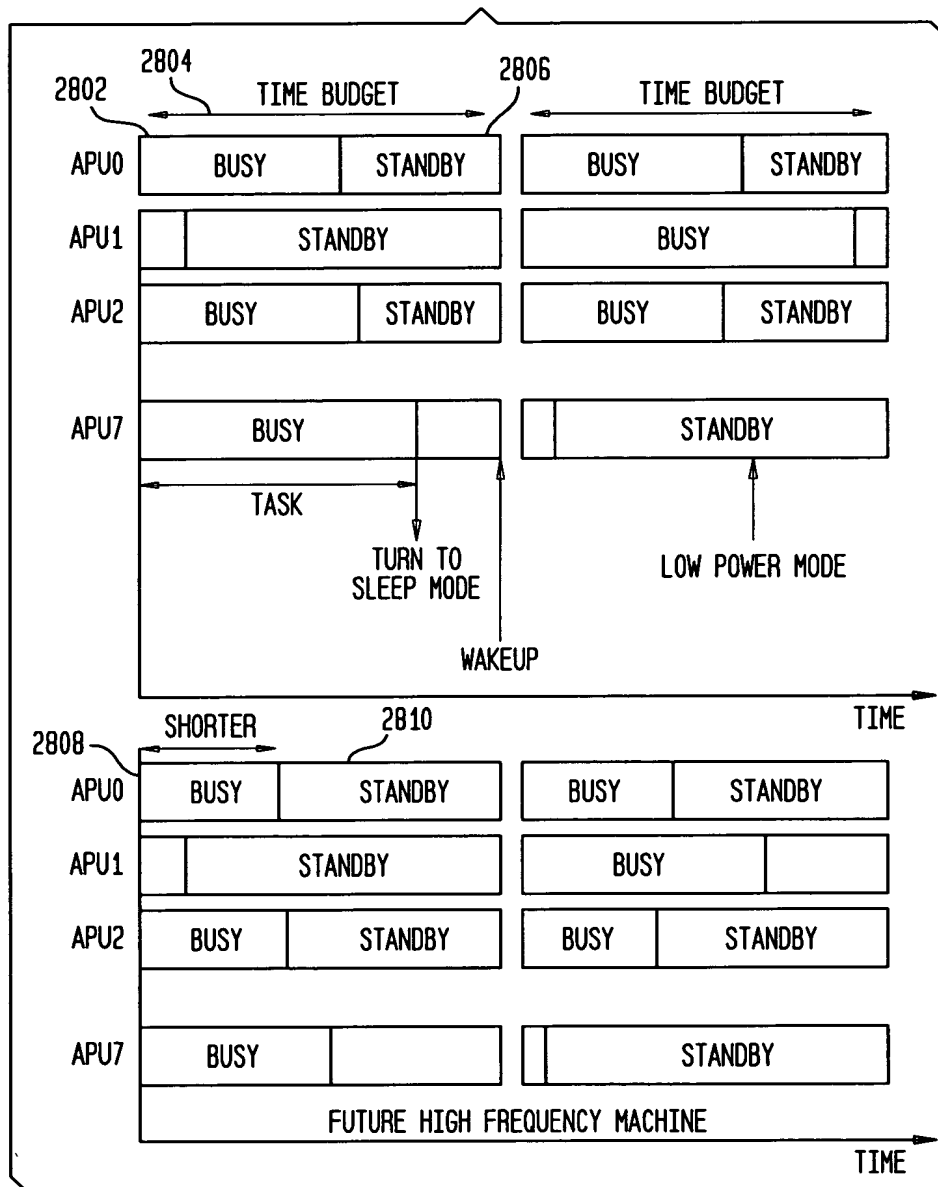 2804
2802
2806
TIME BUDGET
TIME BUDGET
APU0
BUSY
STANDBY
BUSY
STANDBY
APU1
STANDBY
BUSY
APU2
BUSY
STANDBY
BUSY
STANDBY
APU7
BUSY
STANDBY
TASK
TURN TO
SLEEP MODE
LOW POWER MODE
WAKEUP
TIME
SHORTER
2810
2808
APU0
BUSY
STANDBY
BUSY
STANDBY
APU1
STANDBY
BUSY
APU2
BUSY
STANDBY
BUSY
STANDBY
APU7
BUSY
STANDBY
FUTURE HIGH FREQUENCY MACHINE
TIME